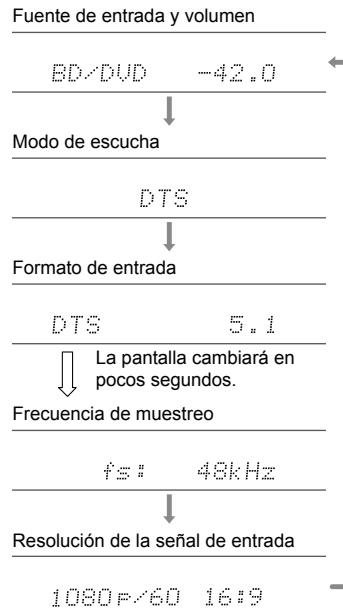 Fuente de entrada y volumen
BD/DVD -42.0
Modo de escucha
DTS
Formato de entrada
DTS 5.1
La pantalla cambiará en
pocos segundos.
Frecuencia de muestreo
fs: 48kHz
Resolución de la señal de entrada
1080p/60 16:9